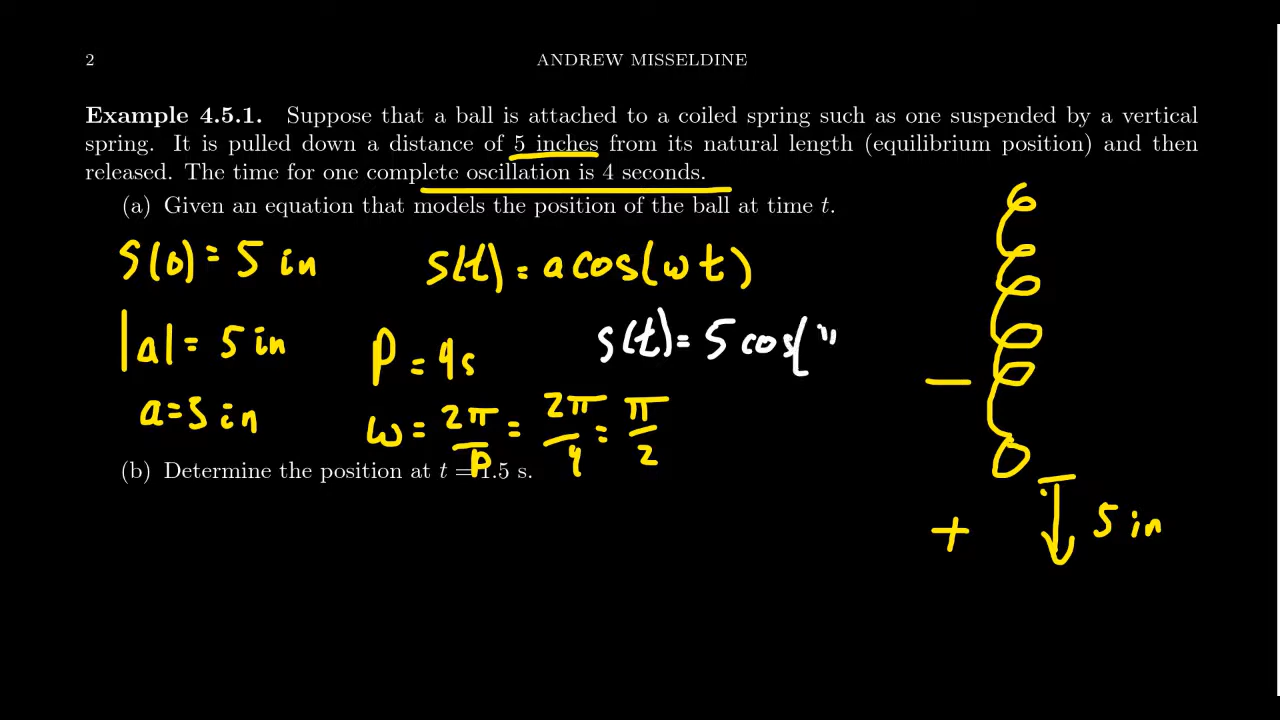 2 ANDREW MISSELDINE
Example 4.5.1. Suppose that a ball is attached to a coiled spring such as one suspended by a vertical
spring. It is pulled down a distance of 5 inches from its natural length (equilibrium position) and then
released. The time for one complete oscillation is 4 seconds.
(a) Given an equation that models the position of the ball at time t.
S(0) = 5 in
s(t) = a cos(ω t)
|a| = 5 in
P = 4s
s(t) = 5 cos(
a = 5 in
ω = 2π/P = 2π/4 = π/2
(b) Determine the position at t = 1.5 s.
−
+
5 in